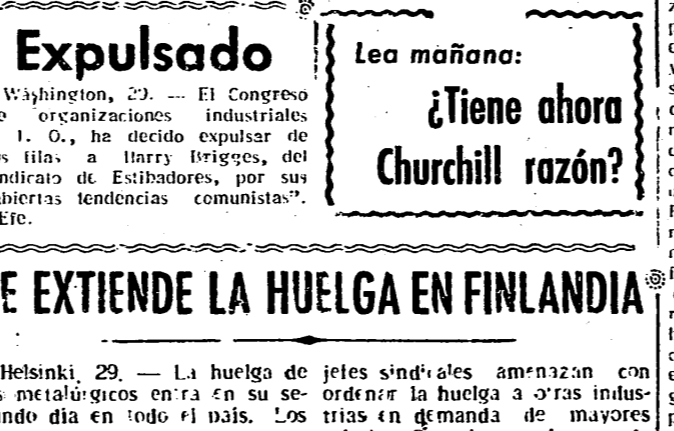 Expulsado
Wáshington, 29. — El Congreso
organizaciones industriales
I. O., ha decido expulsar de
filas a Harry Brigges, del
ndicato de Estibadores, por sus
biertas tendencias comunistas".
Efe.
Lea mañana:
¿Tiene ahora
Churchill razón?
E EXTIENDE LA HUELGA EN FINLANDIA
Helsinki, 29. — La huelga de
s metalúrgicos entra en su se-
undo día en todo el país. Los
jefes sindicales amenazan con
ordenar la huelga a otras indus-
trias en demanda de mayores